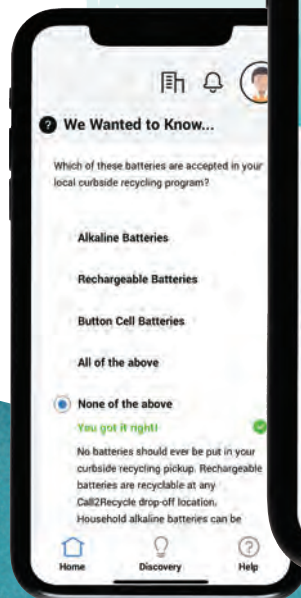 We Wanted to Know...
Which of these batteries are accepted in your
local curbside recycling program?
Alkaline Batteries
Rechargeable Batteries
Button Cell Batteries
All of the above
None of the above
You got it right!
No batteries should ever be put in your
curbside recycling pickup. Rechargeable
batteries are recyclable at any
Call2Recycle drop-off location.
Household alkaline batteries can be
Home
Discovery
Help